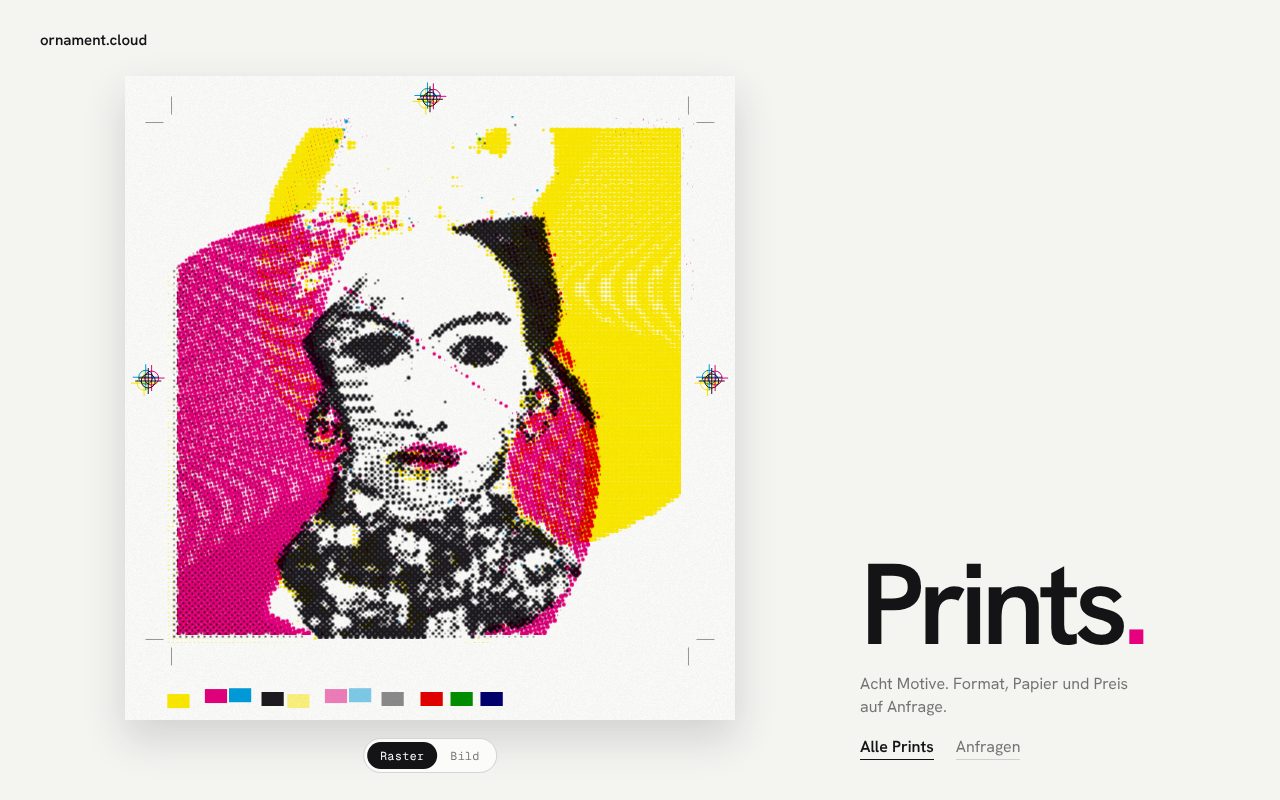 ornament.cloud
Prints.
Acht Motive. Format, Papier und Preis
auf Anfrage.
Alle Prints Anfragen
Raster Bild